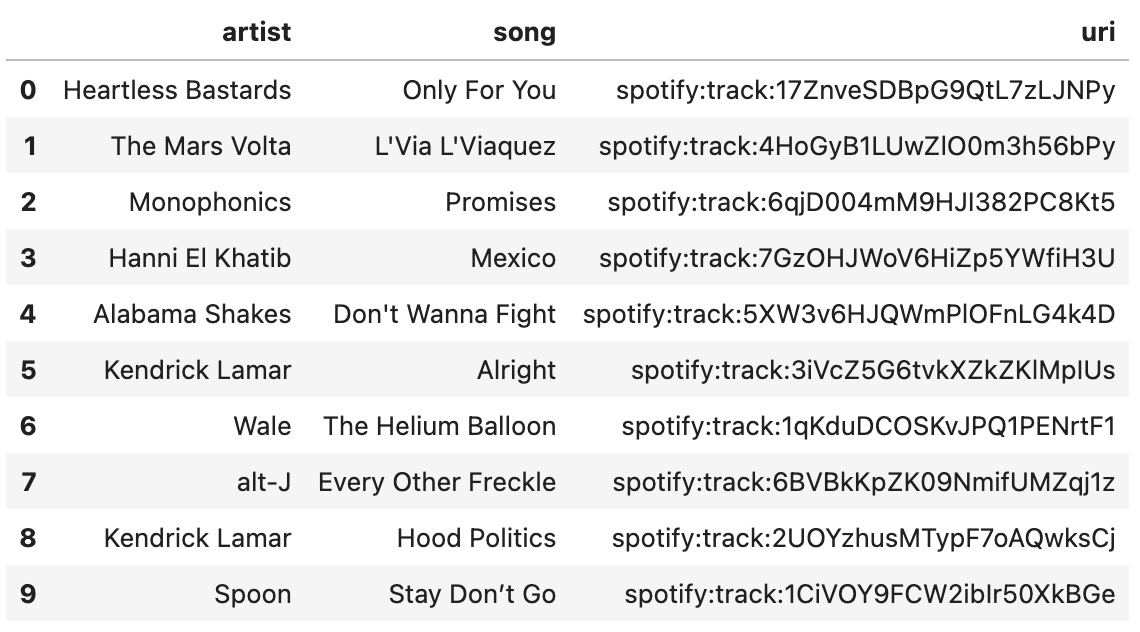 artist song uri
0 Heartless Bastards Only For You spotify:track:17ZnveSDBpG9QtL7zLJNPy
1 The Mars Volta L'Via L'Viaquez spotify:track:4HoGyB1LUwZlO0m3h56bPy
2 Monophonics Promises spotify:track:6qjD004mM9HJI382PC8Kt5
3 Hanni El Khatib Mexico spotify:track:7GzOHJWoV6HiZp5YWfiH3U
4 Alabama Shakes Don't Wanna Fight spotify:track:5XW3v6HJQWmPlOFnLG4k4D
5 Kendrick Lamar Alright spotify:track:3iVcZ5G6tvkXZkZKlMpIUs
6 Wale The Helium Balloon spotify:track:1qKduDCOSKvJPQ1PENrtF1
7 alt-J Every Other Freckle spotify:track:6BVBkKpZK09NmifUMZqj1z
8 Kendrick Lamar Hood Politics spotify:track:2UOYzhusMTypF7oAQwksCj
9 Spoon Stay Don’t Go spotify:track:1CiVOY9FCW2ibIr50XkBGe